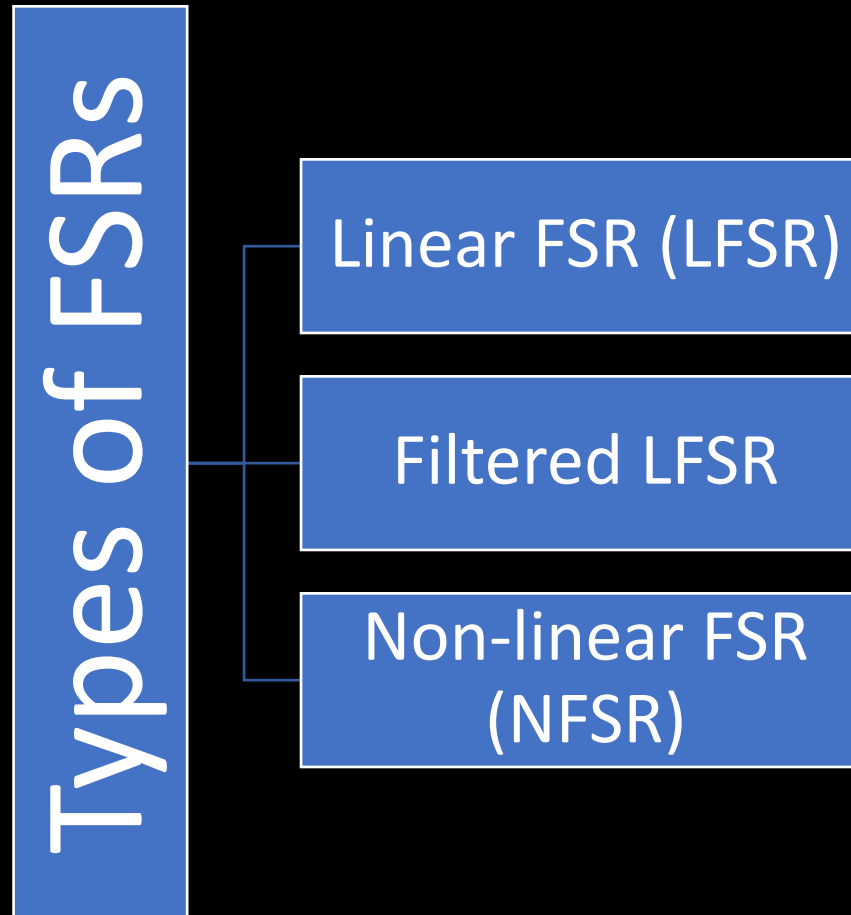 Types of FSRs
Linear FSR (LFSR)
Filtered LFSR
Non-linear FSR
(NFSR)